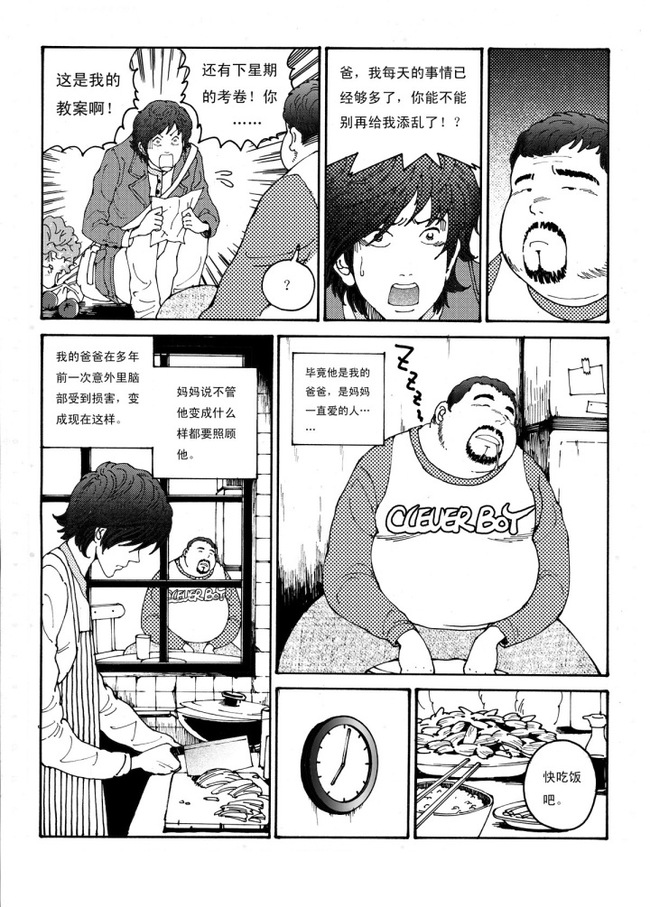 这是我的
教案啊！
还有下星期
的考卷！你
……
？
爸，我每天的事情已
经够多了，你能不能
别再给我添乱了！？
我的爸爸在多年
前一次意外里脑
部受到损害，变
成现在这样。
妈妈说不管
他变成什么
样都要照顾
他。
CLEVER BOY
毕竟他是我的
爸爸，是妈妈
一直爱的人…
…
ZZZZ
CLEVER BOY
快吃饭
吧。